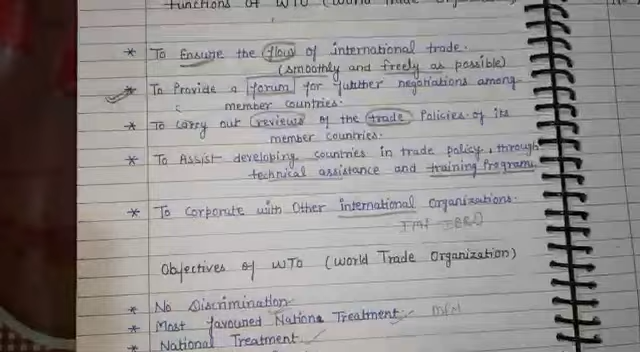 functions of WTO (World Trade
* To Ensure the flow of international trade.
(smoothly and freely as possible)
* To Provide a forum for further negotiations among
member countries.
* To carry out reviews of the trade Policies of its
member countries.
* To Assist developing countries in trade policy, through
technical assistance and training Programs
* To Corporate with Other international Organizations.
Objectives of WTO (World Trade Organization)
* No Discrimination
* Most favouned Nations Treatment MFN
* National Treatment